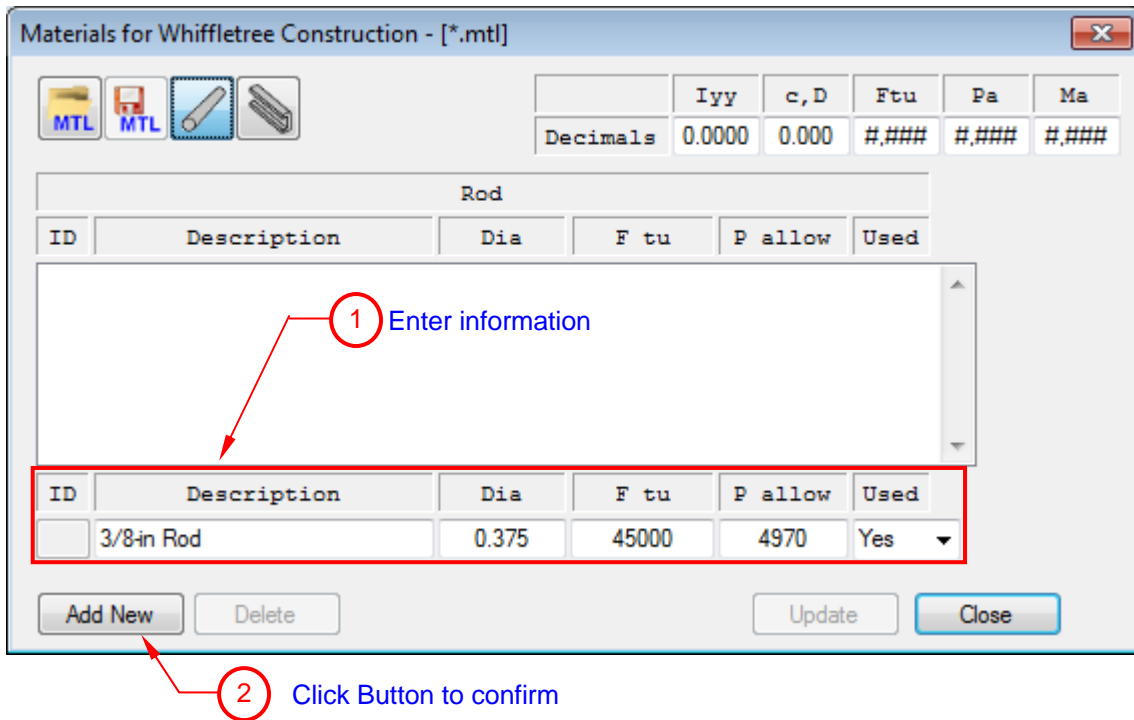 Materials for Whiffletree Construction - [*.mtl]
MTL MTL
Iyy c,D Ftu Pa Ma
Decimals 0.0000 0.000 #,### #,### #,###
Rod
ID Description Dia F tu P allow Used
1 Enter information
ID Description Dia F tu P allow Used
3/8-in Rod 0.375 45000 4970 Yes
Add New Delete Update Close
2 Click Button to confirm